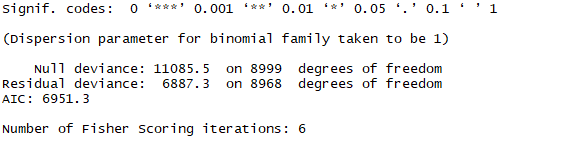 Signif. codes:  0 ‘***’ 0.001 ‘**’ 0.01 ‘*’ 0.05 ‘.’ 0.1 ‘ ’ 1
(Dispersion parameter for binomial family taken to be 1)
Null deviance: 11085.5  on 8999  degrees of freedom
Residual deviance:  6887.3  on 8968  degrees of freedom
AIC: 6951.3
Number of Fisher Scoring iterations: 6